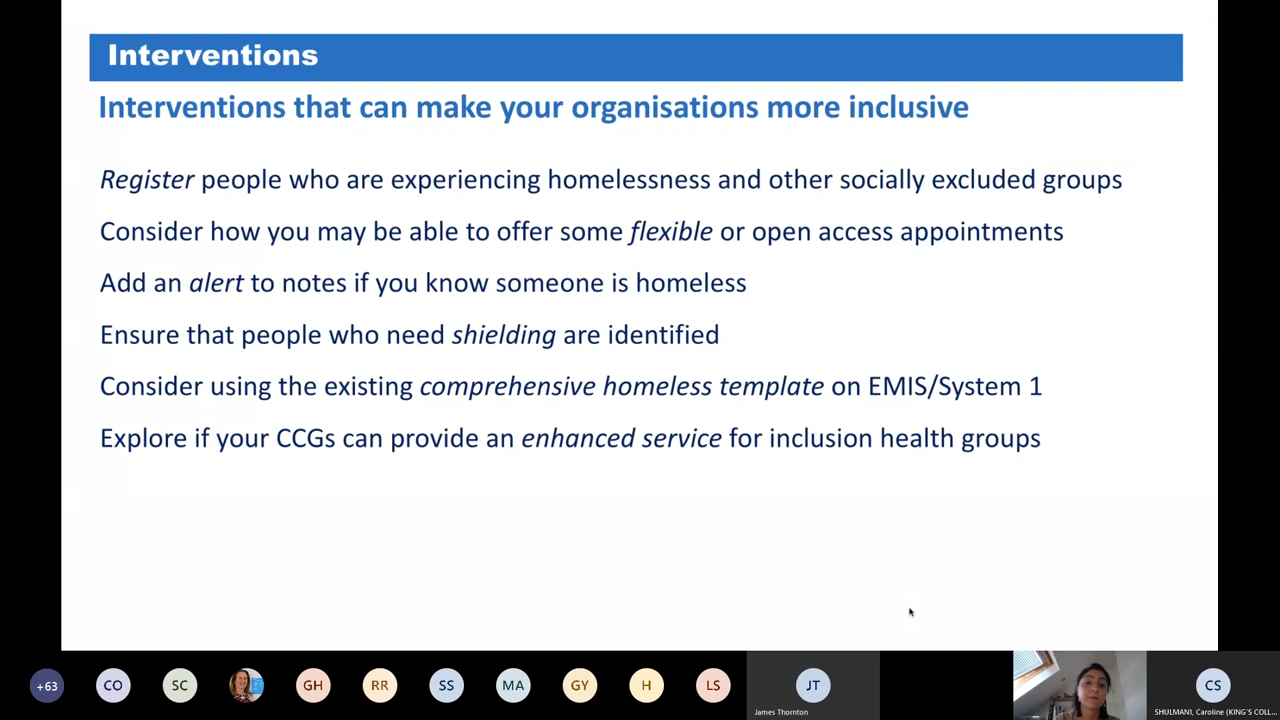 Interventions
Interventions that can make your organisations more inclusive
Register people who are experiencing homelessness and other socially excluded groups
Consider how you may be able to offer some flexible or open access appointments
Add an alert to notes if you know someone is homeless
Ensure that people who need shielding are identified
Consider using the existing comprehensive homeless template on EMIS/System 1
Explore if your CCGs can provide an enhanced service for inclusion health groups
+63
CO
SC
GH
RR
SS
MA
GY
H
LS
JT
James Thornton
CS
SHULMAN, Caroline (KING'S COLL...